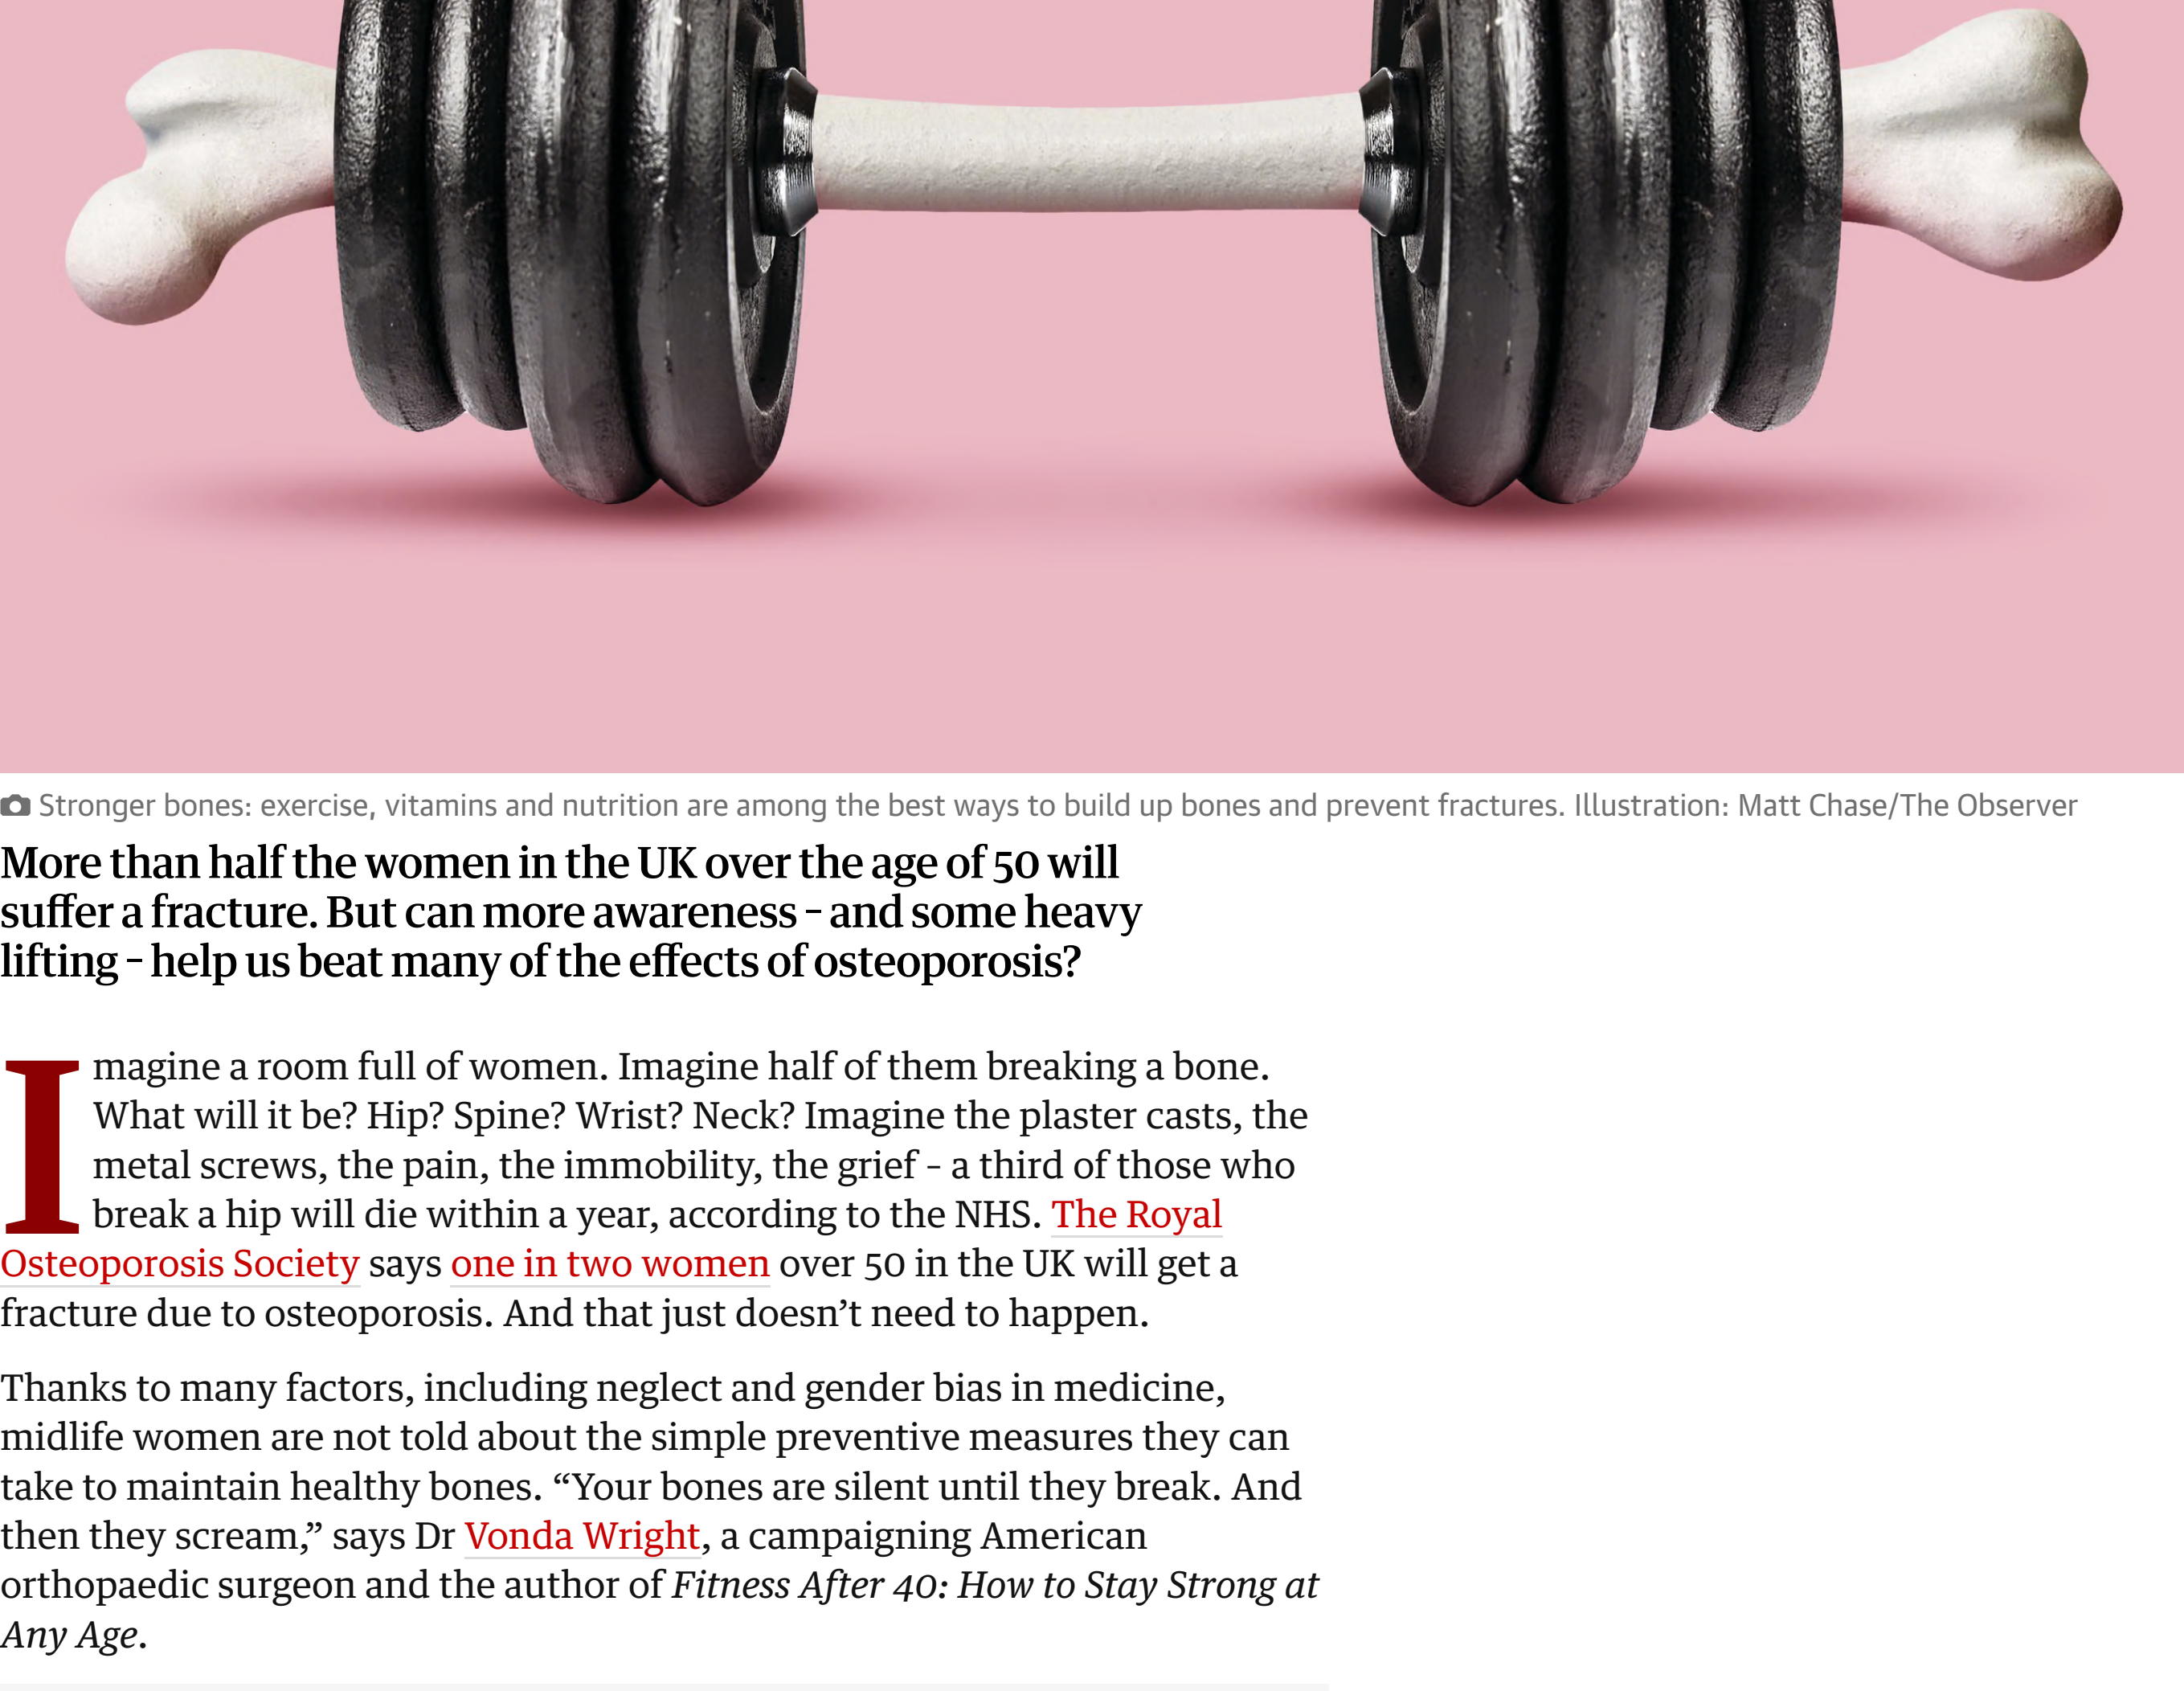 Stronger bones: exercise, vitamins and nutrition are among the best ways to build up bones and prevent fractures. Illustration: Matt Chase/The Observer
More than half the women in the UK over the age of 50 will
suffer a fracture. But can more awareness – and some heavy
lifting – help us beat many of the effects of osteoporosis?
Imagine a room full of women. Imagine half of them breaking a bone.
What will it be? Hip? Spine? Wrist? Neck? Imagine the plaster casts, the
metal screws, the pain, the immobility, the grief – a third of those who
break a hip will die within a year, according to the NHS. The Royal
Osteoporosis Society says one in two women over 50 in the UK will get a
fracture due to osteoporosis. And that just doesn’t need to happen.
Thanks to many factors, including neglect and gender bias in medicine,
midlife women are not told about the simple preventive measures they can
take to maintain healthy bones. “Your bones are silent until they break. And
then they scream,” says Dr Vonda Wright, a campaigning American
orthopaedic surgeon and the author of Fitness After 40: How to Stay Strong at
Any Age.